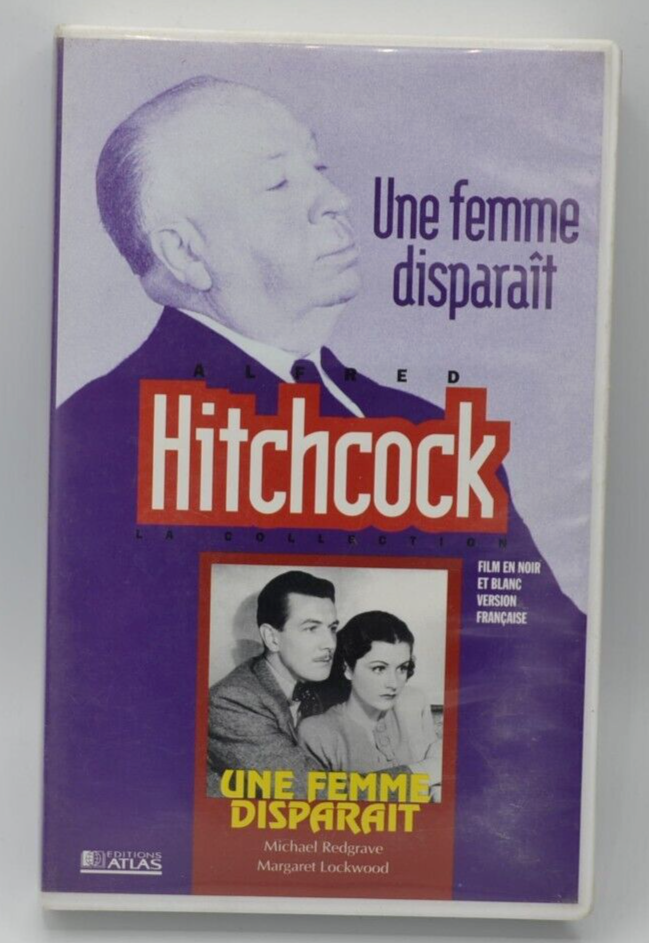 Une femme
disparaît
ALFRED
Hitchcock
LA COLLECTION
FILM EN NOIR
ET BLANC
VERSION
FRANÇAISE
UNE FEMME
DISPARAIT
Michael Redgrave
Margaret Lockwood
EDITIONS
ATLAS